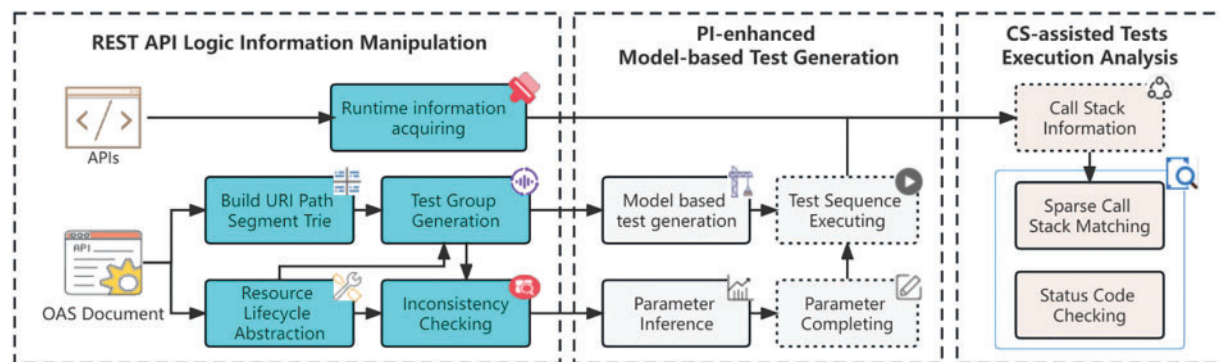 REST API Logic Information Manipulation
Runtime information
acquiring
</>
APIs
Build URI Path
Segment Trie
Test Group
Generation
API
OAS Document
Resource
Lifecycle
Abstraction
Inconsistency
Checking
PI-enhanced
Model-based Test Generation
Model based
test generation
Test Sequence
Executing
Parameter
Inference
Parameter
Completing
CS-assisted Tests
Execution Analysis
Call Stack
Information
Sparse Call
Stack Matching
Status Code
Checking